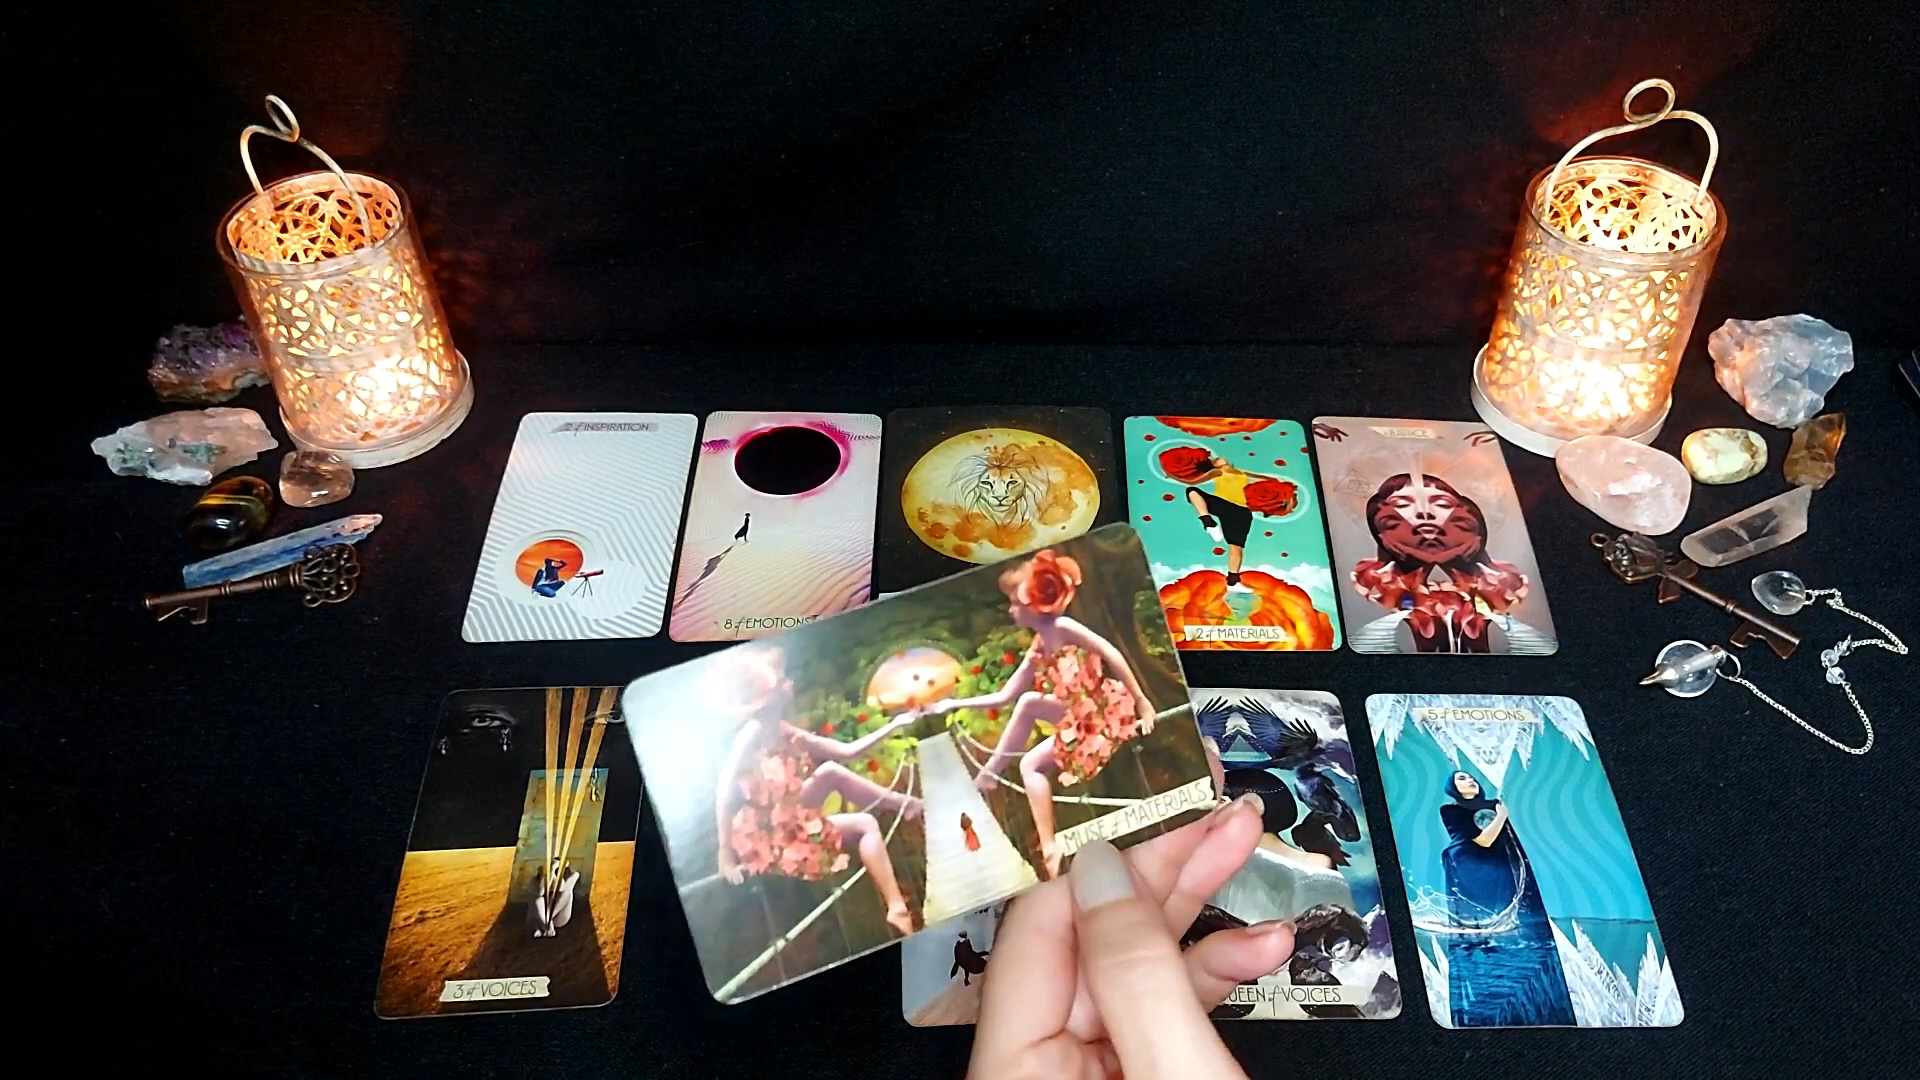 2 of INSPIRATION
8 of EMOTIONS
2 of MATERIALS
JUSTICE
3 of VOICES
MUSE of MATERIALS
QUEEN of VOICES
5 of EMOTIONS